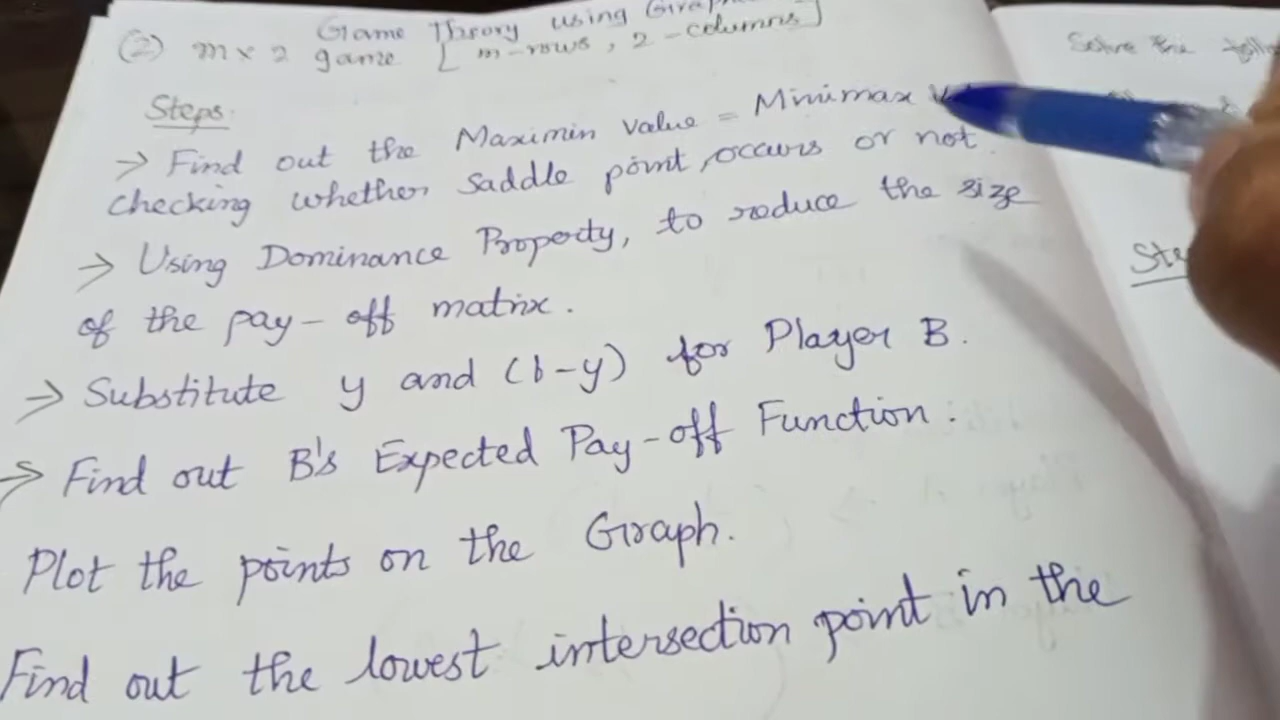 Game Theory using
(2) m x 2 game [m-rows, 2-columns]
Steps
→ Find out the Maximin value = Minimax
checking whether saddle point occurs or not
→ Using Dominance Property, to reduce the size
of the pay-off matrix.
→ Substitute y and (1-y) for Player B.
→ Find out B's Expected Pay-off Function:
Plot the points on the Graph.
Find out the lowest intersection point in the
Solve the